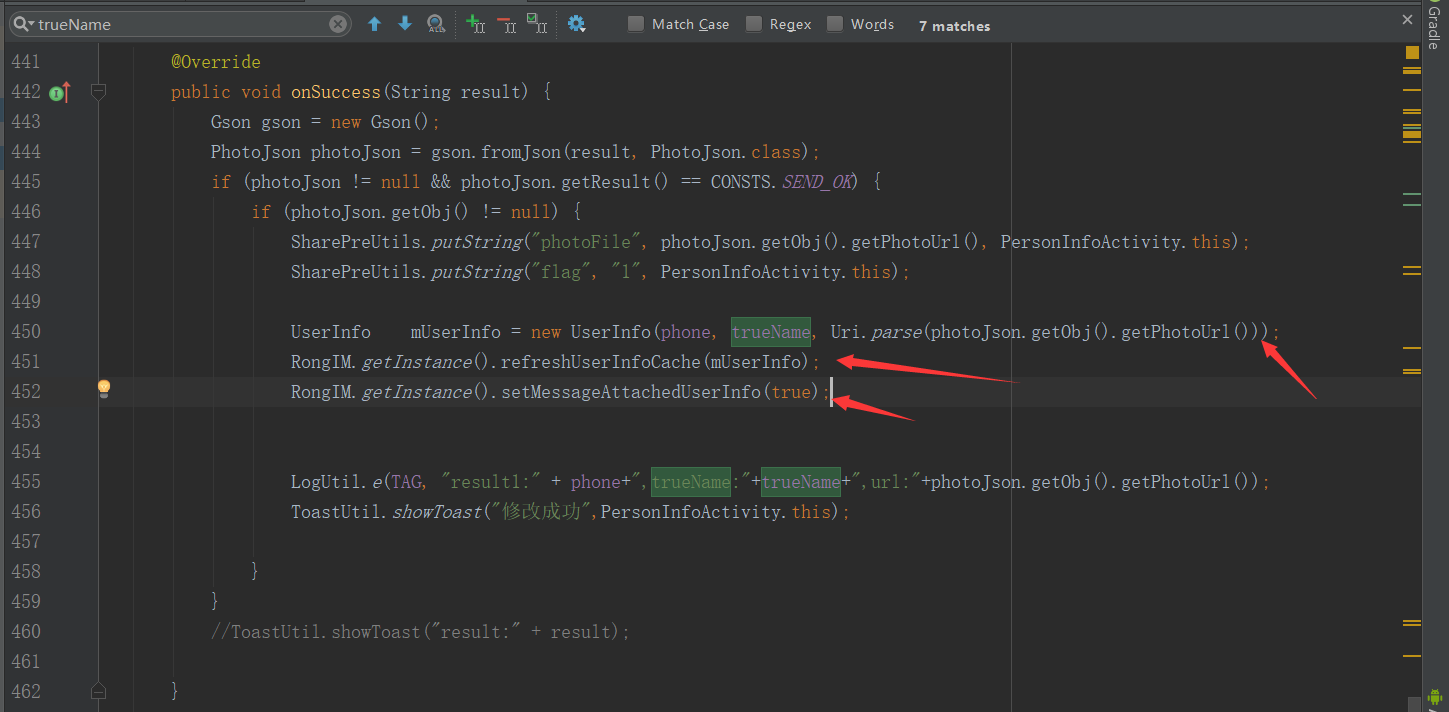 trueName
Match Case
Regex
Words
7 matches
Gradle
441 @Override
442 public void onSuccess(String result) {
443 Gson gson = new Gson();
444 PhotoJson photoJson = gson.fromJson(result, PhotoJson.class);
445 if (photoJson != null && photoJson.getResult() == CONSTS.SEND_OK) {
446 if (photoJson.getObj() != null) {
447 SharePreUtils.putString("photoFile", photoJson.getObj().getPhotoUrl(), PersonInfoActivity.this);
448 SharePreUtils.putString("flag", "1", PersonInfoActivity.this);
449
450 UserInfo    mUserInfo = new UserInfo(phone, trueName, Uri.parse(photoJson.getObj().getPhotoUrl()));
451 RongIM.getInstance().refreshUserInfoCache(mUserInfo);
452 RongIM.getInstance().setMessageAttachedUserInfo(true);
453
454
455 LogUtil.e(TAG, "result1:" + phone+",trueName:"+trueName+",url:"+photoJson.getObj().getPhotoUrl());
456 ToastUtil.showToast("修改成功",PersonInfoActivity.this);
457
458 }
459 }
460 //ToastUtil.showToast("result:" + result);
461
462 }